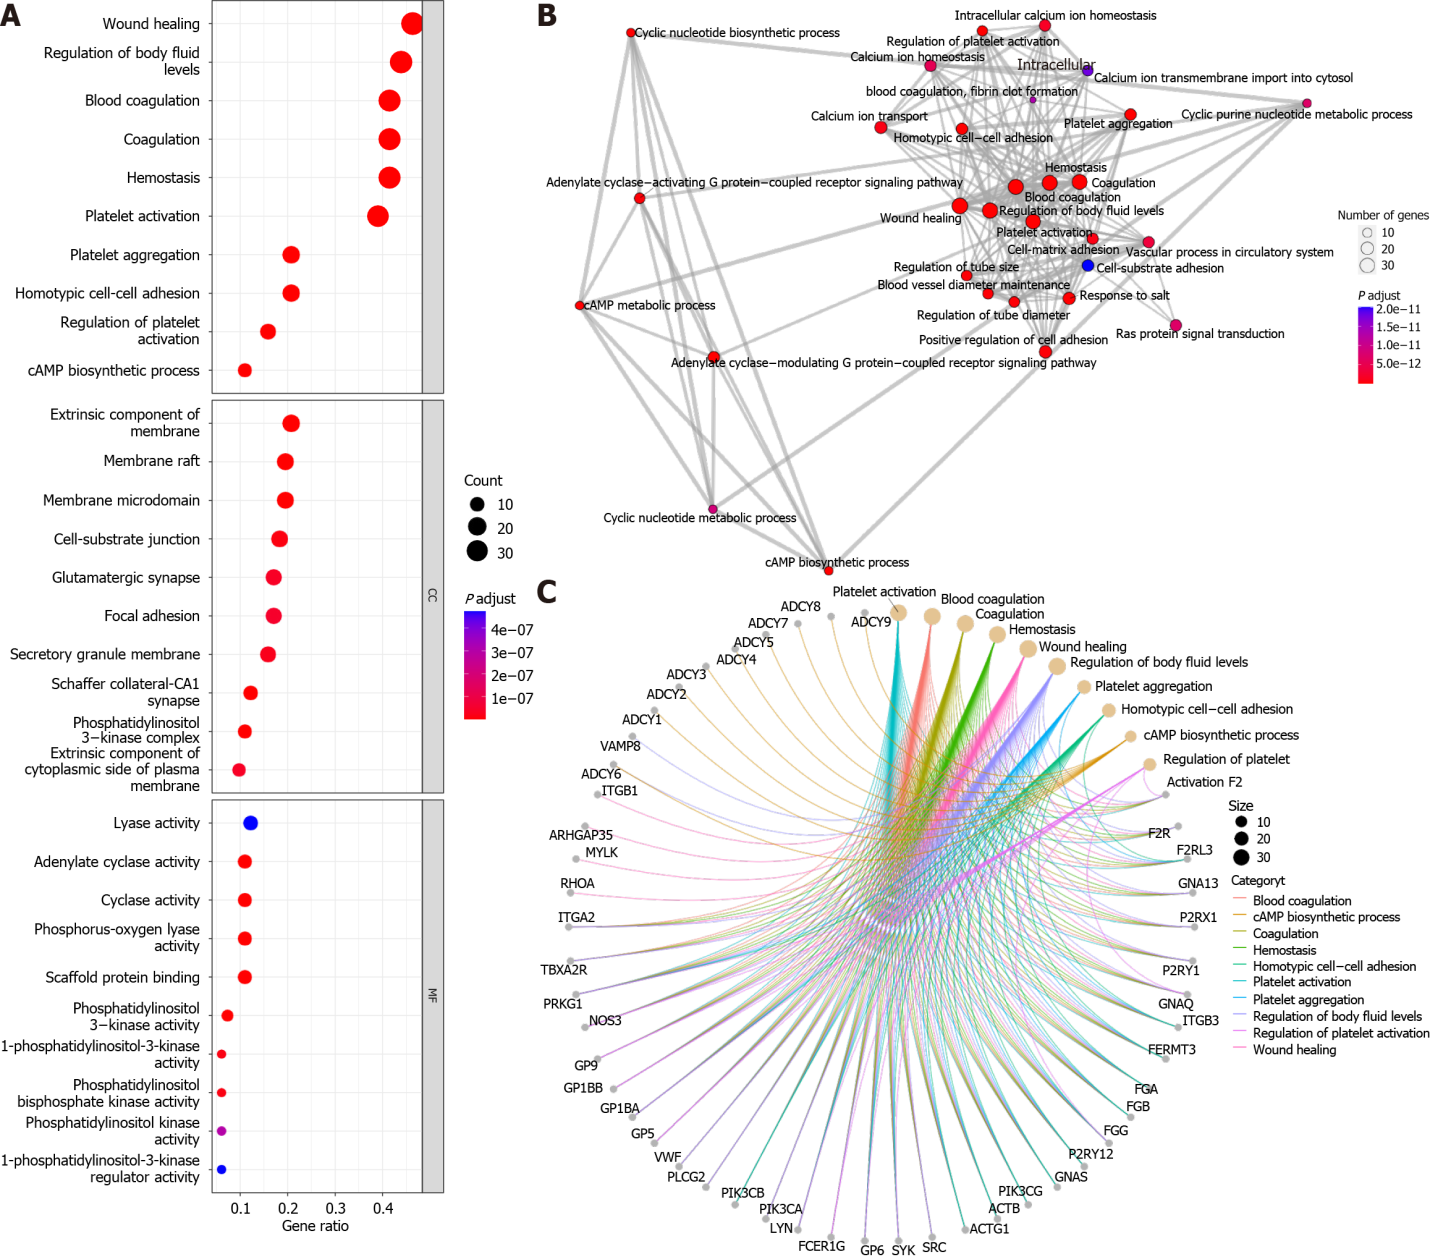 A
Wound healing
Regulation of body fluid
levels
Blood coagulation
Coagulation
Hemostasis
Platelet activation
Platelet aggregation
Homotypic cell-cell adhesion
Regulation of platelet
activation
cAMP biosynthetic process
Extrinsic component of
membrane
Membrane raft
Membrane microdomain
Cell-substrate junction
Glutamatergic synapse
Focal adhesion
Secretory granule membrane
Schaffer collateral-CA1
synapse
Phosphatidylinositol
3−kinase complex
Extrinsic component of
cytoplasmic side of plasma
membrane
CC
Lyase activity
Adenylate cyclase activity
Cyclase activity
Phosphorus-oxygen lyase
activity
Scaffold protein binding
Phosphatidylinositol
3−kinase activity
1-phosphatidylinositol-3-kinase
activity
Phosphatidylinositol
bisphosphate kinase activity
Phosphatidylinositol kinase
activity
1-phosphatidylinositol-3-kinase
regulator activity
MF
0.1 0.2 0.3 0.4
Gene ratio
Count
10
20
30
P adjust
4e−07
3e−07
2e−07
1e−07
B
Cyclic nucleotide biosynthetic process
Intracellular calcium ion homeostasis
Regulation of platelet activation
Calcium ion homeostasis
Intracellular
Calcium ion transmembrane import into cytosol
blood coagulation, fibrin clot formation
Calcium ion transport
Platelet aggregation
Cyclic purine nucleotide metabolic process
Homotypic cell−cell adhesion
Hemostasis
Adenylate cyclase−activating G protein−coupled receptor signaling pathway
Coagulation
Blood coagulation
Wound healing
Regulation of body fluid levels
Platelet activation
Cell-matrix adhesion
Vascular process in circulatory system
Regulation of tube size
Cell-substrate adhesion
Blood vessel diameter maintenance
Response to salt
cAMP metabolic process
Regulation of tube diameter
Ras protein signal transduction
Positive regulation of cell adhesion
Adenylate cyclase−modulating G protein−coupled receptor signaling pathway
Cyclic nucleotide metabolic process
cAMP biosynthetic process
Number of genes
10
20
30
P adjust
2.0e−11
1.5e−11
1.0e−11
5.0e−12
C
Platelet activation
Blood coagulation
Coagulation
Hemostasis
Wound healing
Regulation of body fluid levels
Platelet aggregation
Homotypic cell−cell adhesion
cAMP biosynthetic process
Regulation of platelet
Activation F2
F2R
F2RL3
GNA13
P2RX1
P2RY1
GNAQ
ITGB3
FERMT3
FGA
FGB
FGG
P2RY12
GNAS
PIK3CG
ACTB
ACTG1
SRC
SYK
GP6
FCER1G
LYN
PIK3CA
PIK3CB
PLCG2
VWF
GP5
GP1BA
GP1BB
GP9
NOS3
PRKG1
TBXA2R
ITGA2
RHOA
MYLK
ARHGAP35
ITGB1
ADCY6
VAMP8
ADCY1
ADCY2
ADCY3
ADCY4
ADCY5
ADCY7
ADCY8
ADCY9
Size
10
20
30
Categoryt
Blood coagulation
cAMP biosynthetic process
Coagulation
Hemostasis
Homotypic cell−cell adhesion
Platelet activation
Platelet aggregation
Regulation of body fluid levels
Regulation of platelet activation
Wound healing